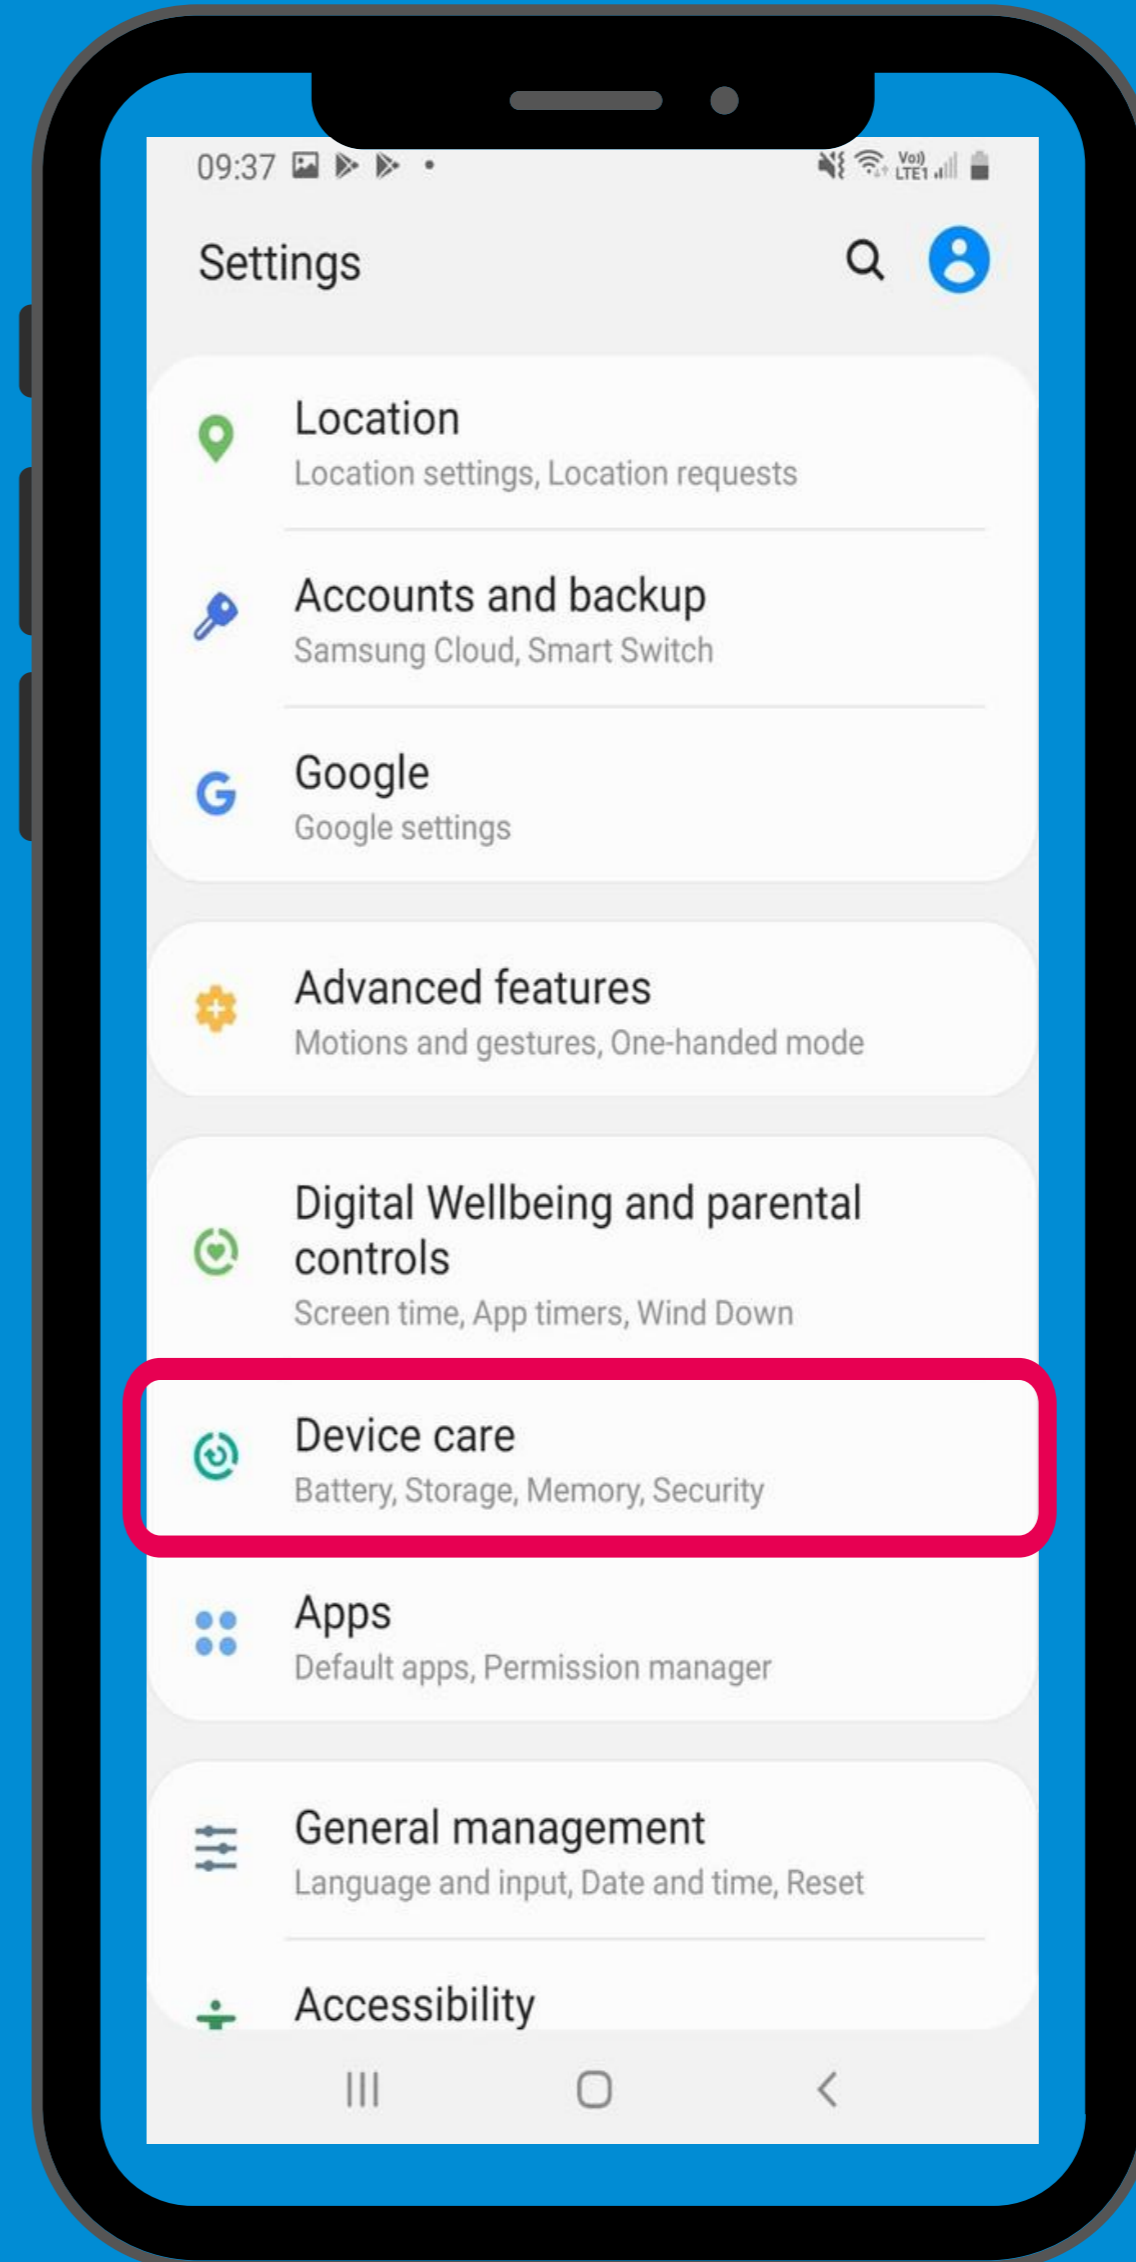 09:37
Vo))
LTE1
Settings
Location
Location settings, Location requests
Accounts and backup
Samsung Cloud, Smart Switch
Google
Google settings
Advanced features
Motions and gestures, One-handed mode
Digital Wellbeing and parental
controls
Screen time, App timers, Wind Down
Device care
Battery, Storage, Memory, Security
Apps
Default apps, Permission manager
General management
Language and input, Date and time, Reset
Accessibility